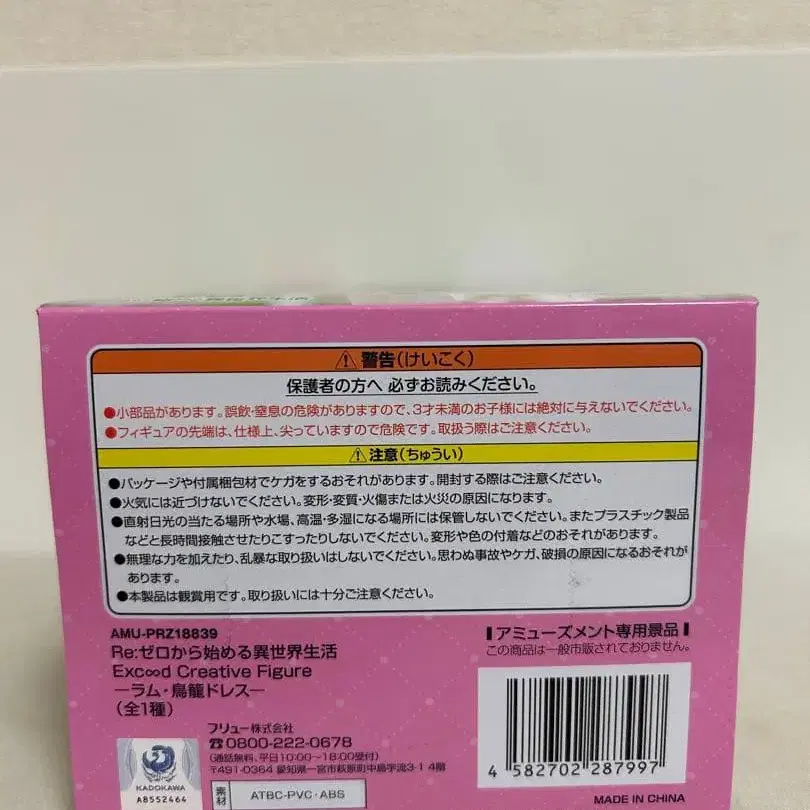 ⚠警告(けいこく)
保護者の方へ 必ずお読みください。
●小部品があります。誤飲・窒息の危険がありますので、3才未満のお子様には絶対に与えないでください。
●フィギュアの先端は、仕様上、尖っていますので危険です。取扱う際はご注意ください。
⚠注意(ちゅうい)
●パッケージや付属梱包材でケガをするおそれがあります。開封する際はご注意ください。
●火気には近づけないでください。変形・変質・火傷または火災の原因になります。
●直射日光の当たる場所や水場、高温・多湿になる場所には保管しないでください。またプラスチック製品
などと長時間接触させたりこすったりしないでください。変形や色の付着などのおそれがあります。
●無理な力を加えたり、乱暴な取り扱いはしないでください。思わぬ事故やケガ、破損の原因になるおそれが
あります。
●本製品は観賞用です。取り扱いには十分ご注意ください。
AMU-PRZ18839
Re:ゼロから始める異世界生活
Exc∞d Creative Figure
ーラム・鳥籠ドレスー
(全1種)
フリュー株式会社
☎0800-222-0678
(通話無料、平日10:00~18:00受付)
〒491-0364 愛知県一宮市萩原町中島字流3-1 4階
KADOKAWA
A8552464
素材
ATBC-PVC・ABS
アミューズメント専用景品
この商品は一般市販されておりません。
4 582702 287997
MADE IN CHINA